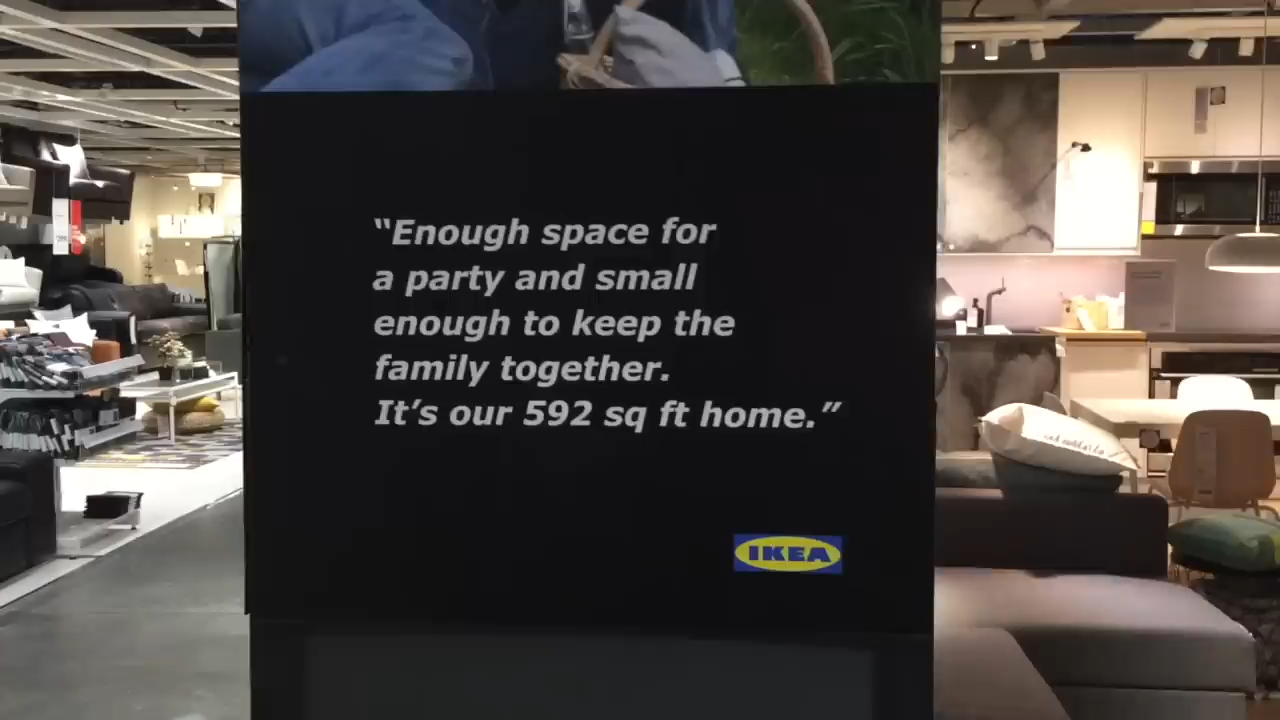 “Enough space for
a party and small
enough to keep the
family together.
It’s our 592 sq ft home.”
IKEA